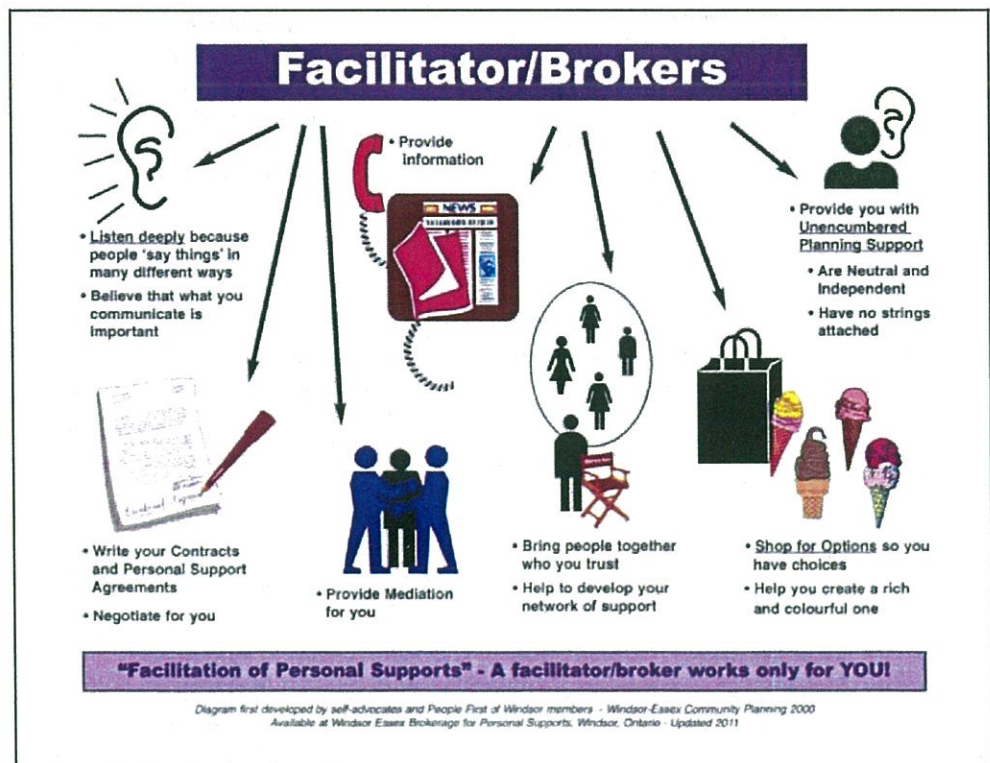 Facilitator/Brokers
• Listen deeply because
people 'say things' in
many different ways
• Believe that what you
communicate is
important
• Provide
information
NEWS
• Provide you with
Unencumbered
Planning Support
• Are Neutral and
Independent
• Have no strings
attached
• Write your Contracts
and Personal Support
Agreements
• Negotiate for you
• Provide Mediation
for you
• Bring people together
who you trust
• Help to develop your
network of support
• Shop for Options so you
have choices
• Help you create a rich
and colourful one
"Facilitation of Personal Supports" - A facilitator/broker works only for YOU!
Diagram first developed by self-advocates and People First of Windsor members - Windsor-Essex Community Planning 2000
Available at Windsor Essex Brokerage for Personal Supports, Windsor, Ontario - Updated 2011